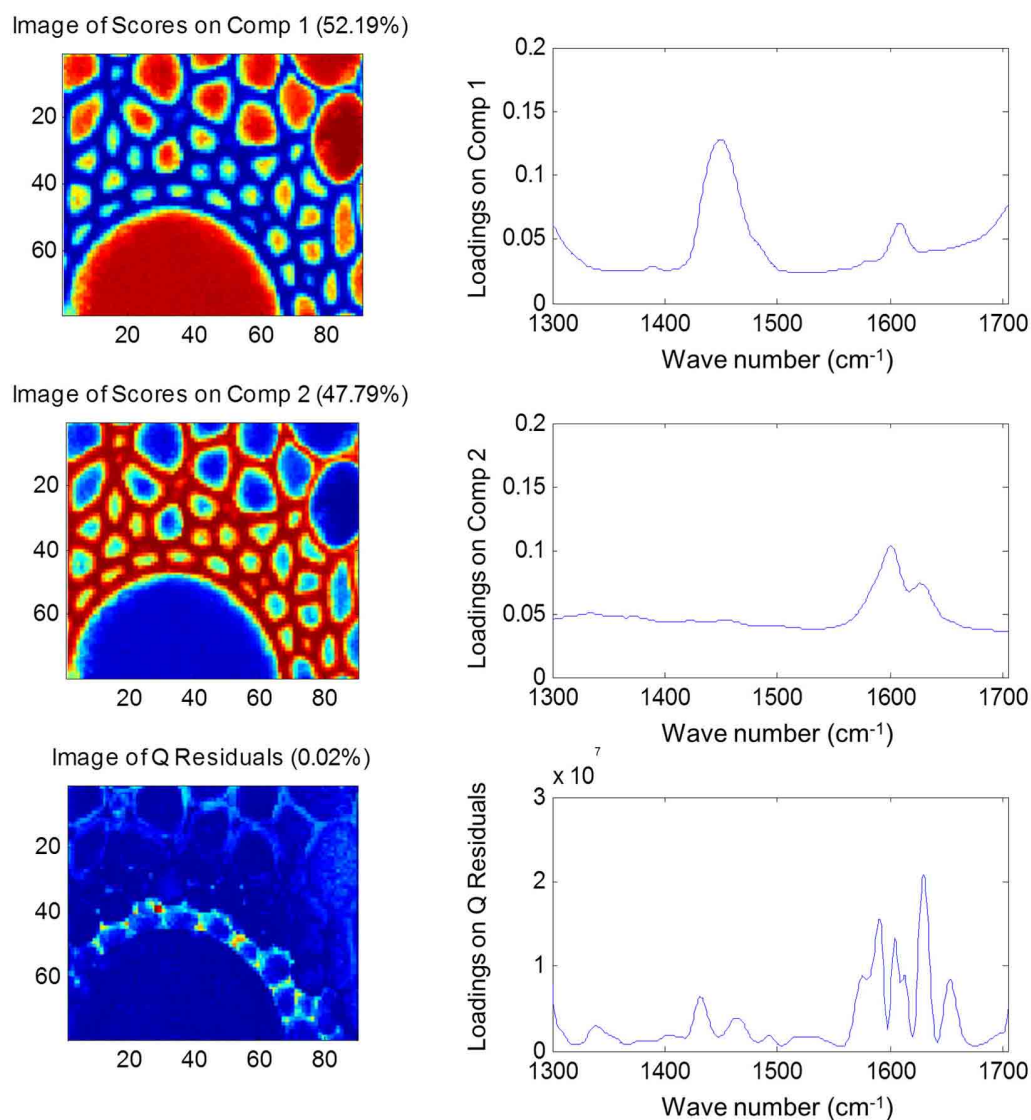 Image of Scores on Comp 1 (52.19%)
20
40
60
20 40 60 80
Loadings on Comp 1
0.2
0.15
0.1
0.05
0
1300 1400 1500 1600 1700
Wave number (cm-1)
Image of Scores on Comp 2 (47.79%)
20
40
60
20 40 60 80
Loadings on Comp 2
0.2
0.15
0.1
0.05
0
1300 1400 1500 1600 1700
Wave number (cm-1)
Image of Q Residuals (0.02%)
20
40
60
20 40 60 80
Loadings on Q Residuals
x 10 7
3
2
1
0
1300 1400 1500 1600 1700
Wave number (cm-1)